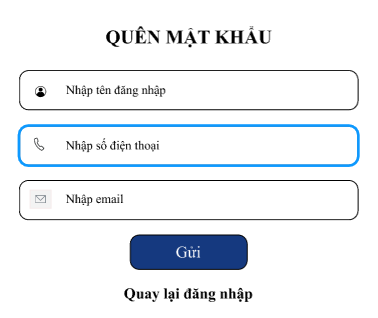 QUÊN MẬT KHẨU
Nhập tên đăng nhập
Nhập số điện thoại
Nhập email
Gửi
Quay lại đăng nhập